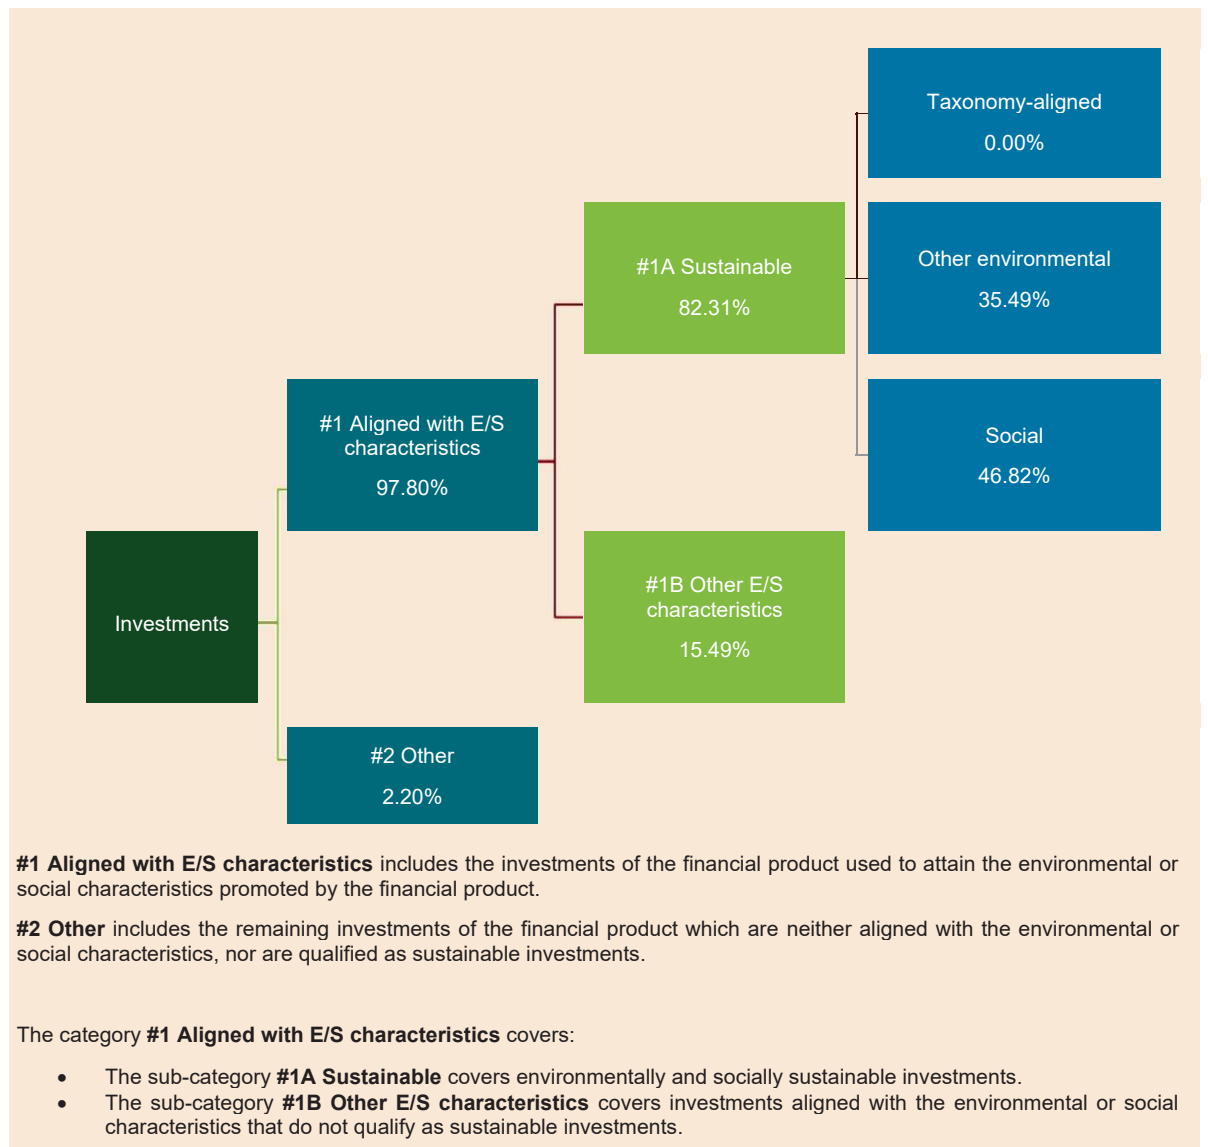 Taxonomy-aligned
0.00%
#1A Sustainable
82.31%
Other environmental
35.49%
#1 Aligned with E/S
characteristics
97.80%
Social
46.82%
Investments
#1B Other E/S
characteristics
15.49%
#2 Other
2.20%
#1 Aligned with E/S characteristics includes the investments of the financial product used to attain the environmental or
social characteristics promoted by the financial product.
#2 Other includes the remaining investments of the financial product which are neither aligned with the environmental or
social characteristics, nor are qualified as sustainable investments.
The category #1 Aligned with E/S characteristics covers:
• The sub-category #1A Sustainable covers environmentally and socially sustainable investments.
• The sub-category #1B Other E/S characteristics covers investments aligned with the environmental or social
characteristics that do not qualify as sustainable investments.